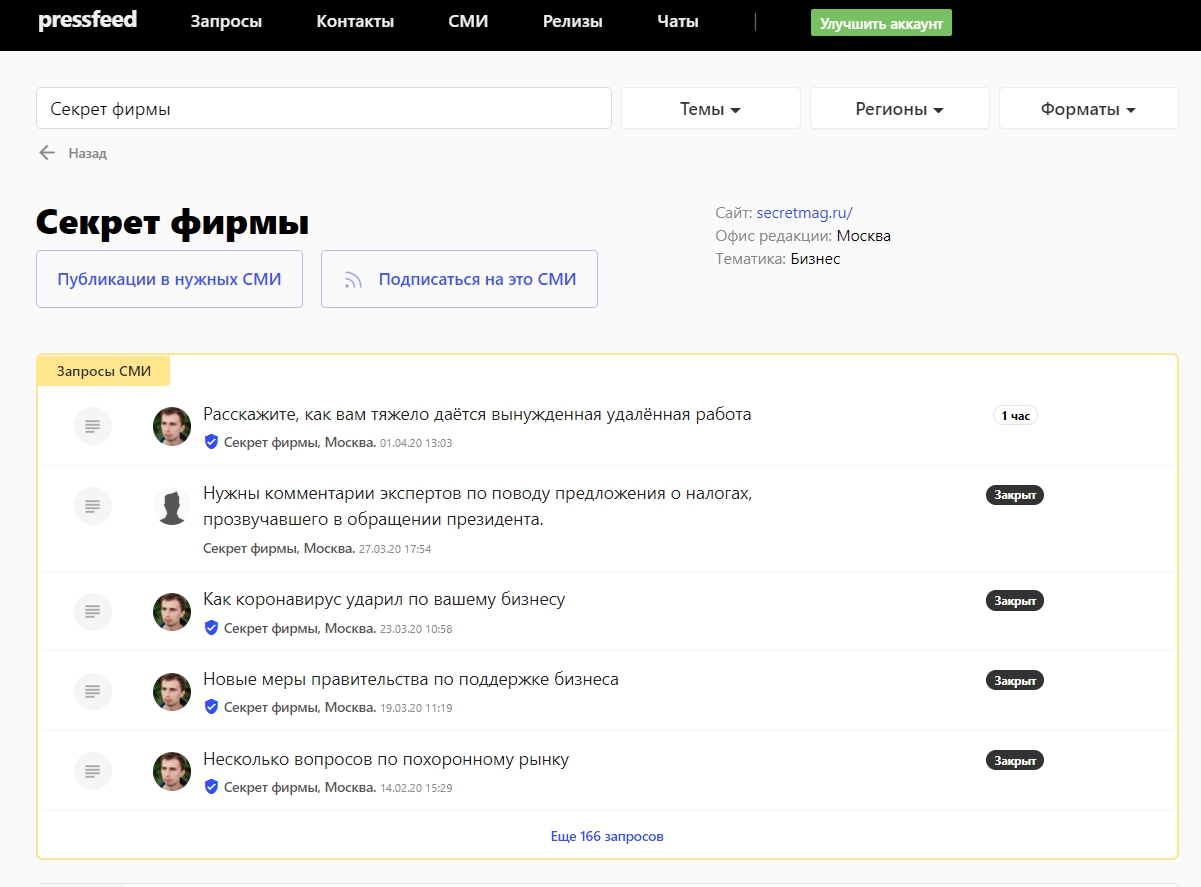 pressfeed Запросы Контакты СМИ Релизы Чаты | Улучшить аккаунт
Секрет фирмы Темы Регионы Форматы
Назад
Секрет фирмы
Сайт: secretmag.ru/
Офис редакции: Москва
Тематика: Бизнес
Публикации в нужных СМИ Подписаться на это СМИ
Запросы СМИ
Расскажите, как вам тяжело даётся вынужденная удалённая работа 1 час
Секрет фирмы, Москва. 01.04.20 13:03
Нужны комментарии экспертов по поводу предложения о налогах, Закрыт
прозвучавшего в обращении президента.
Секрет фирмы, Москва. 27.03.20 17:54
Как коронавирус ударил по вашему бизнесу Закрыт
Секрет фирмы, Москва. 23.03.20 10:58
Новые меры правительства по поддержке бизнеса Закрыт
Секрет фирмы, Москва. 19.03.20 11:19
Несколько вопросов по похоронному рынку Закрыт
Секрет фирмы, Москва. 14.02.20 15:29
Еще 166 запросов